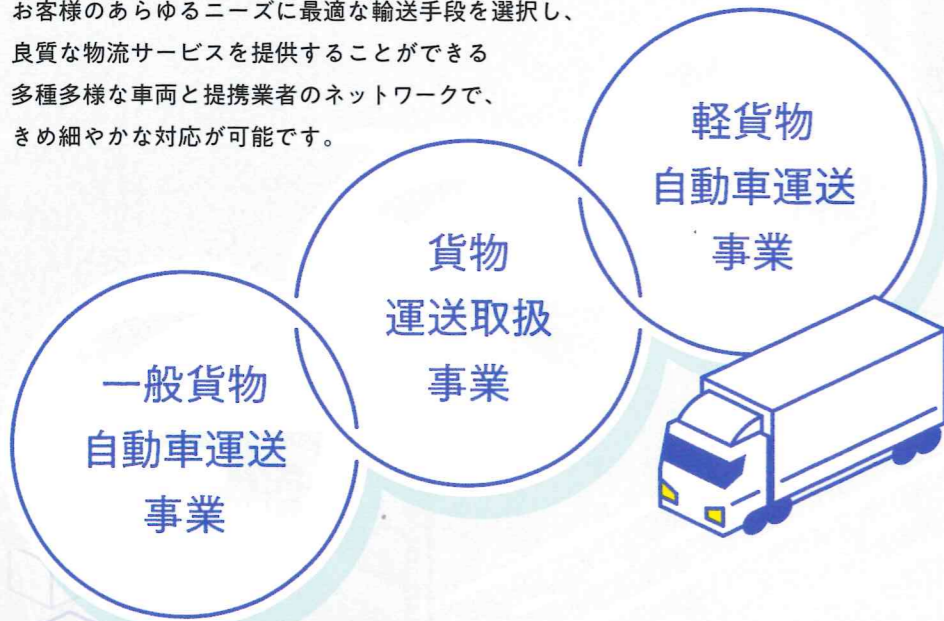 お客様のあらゆるニーズに最適な輸送手段を選択し、
良質な物流サービスを提供することができる
多種多様な車両と提携業者のネットワークで、
きめ細やかな対応が可能です。
軽貨物
自動車運送
事業
貨物
運送取扱
事業
一般貨物
自動車運送
事業